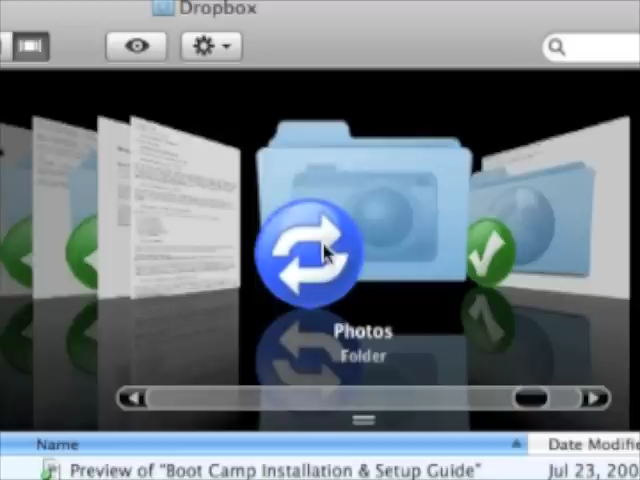 Dropbox
Photos
Folder
Name
Date Modifie
Preview of "Boot Camp Installation & Setup Guide"
Jul 23, 200